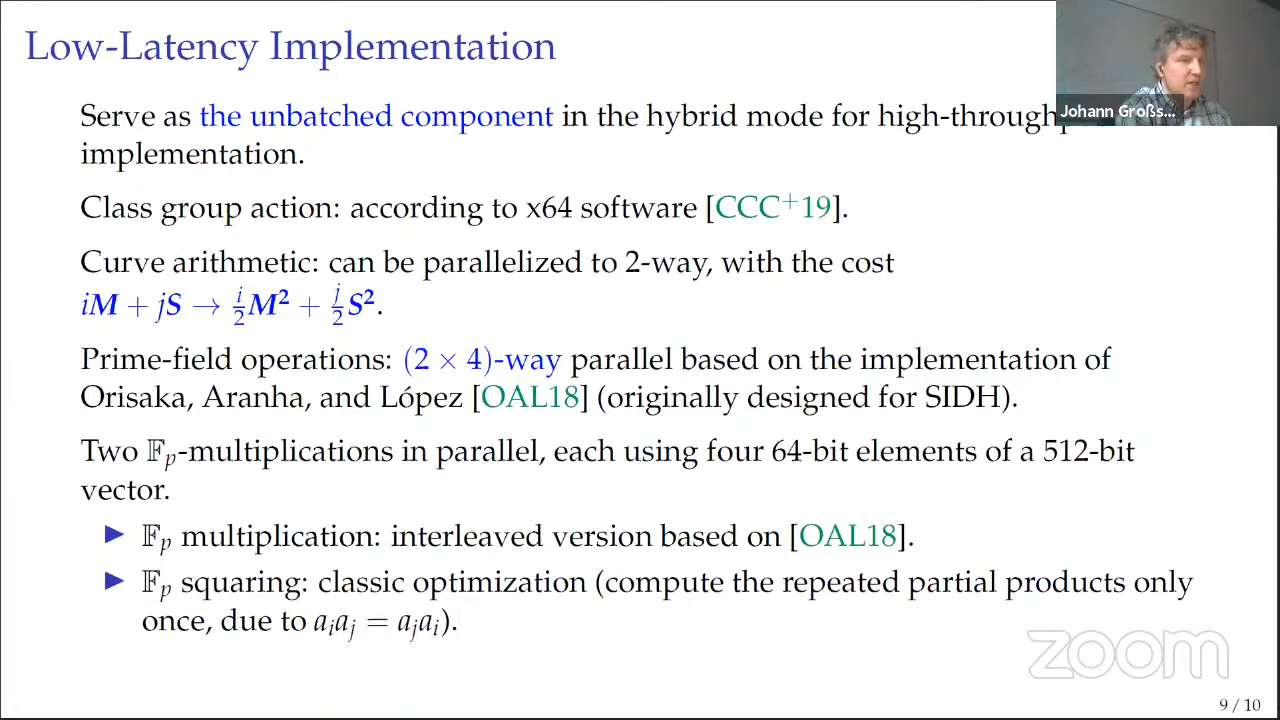 Low-Latency Implementation
Johann Großs...
Serve as the unbatched component in the hybrid mode for
implementation.
Class group action: according to x64 software [CCC⁺19].
Curve arithmetic: can be parallelized to 2-way, with the cost
iM + jS → i/2 M² + j/2 S².
Prime-field operations: (2 × 4)-way parallel based on the implementation of
Orisaka, Aranha, and López [OAL18] (originally designed for SIDH).
Two 𝔽ₚ-multiplications in parallel, each using four 64-bit elements of a 512-bit
vector.
▶ 𝔽ₚ multiplication: interleaved version based on [OAL18].
▶ 𝔽ₚ squaring: classic optimization (compute the repeated partial products only
once, due to aᵢaⱼ = aⱼaᵢ).
zoom
9 / 10